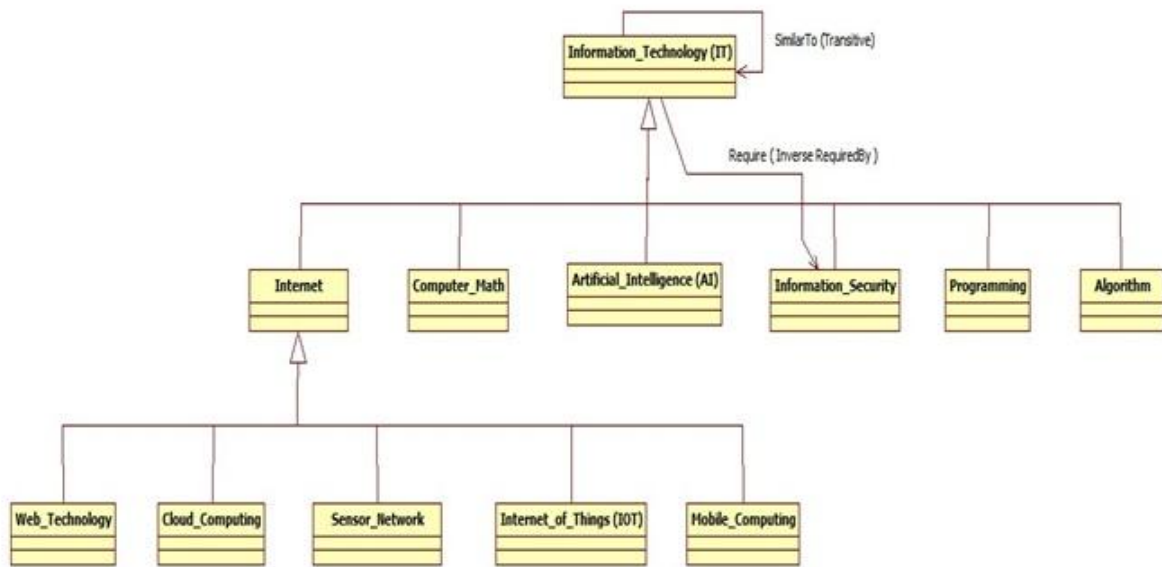 Information_Technology (IT)
SimilarTo (Transitive)
Require ( Inverse RequiredBy )
Internet
Computer_Math
Artificial_Intelligence (AI)
Information_Security
Programming
Algorithm
Web_Technology
Cloud_Computing
Sensor_Network
Internet_of_Things (IOT)
Mobile_Computing